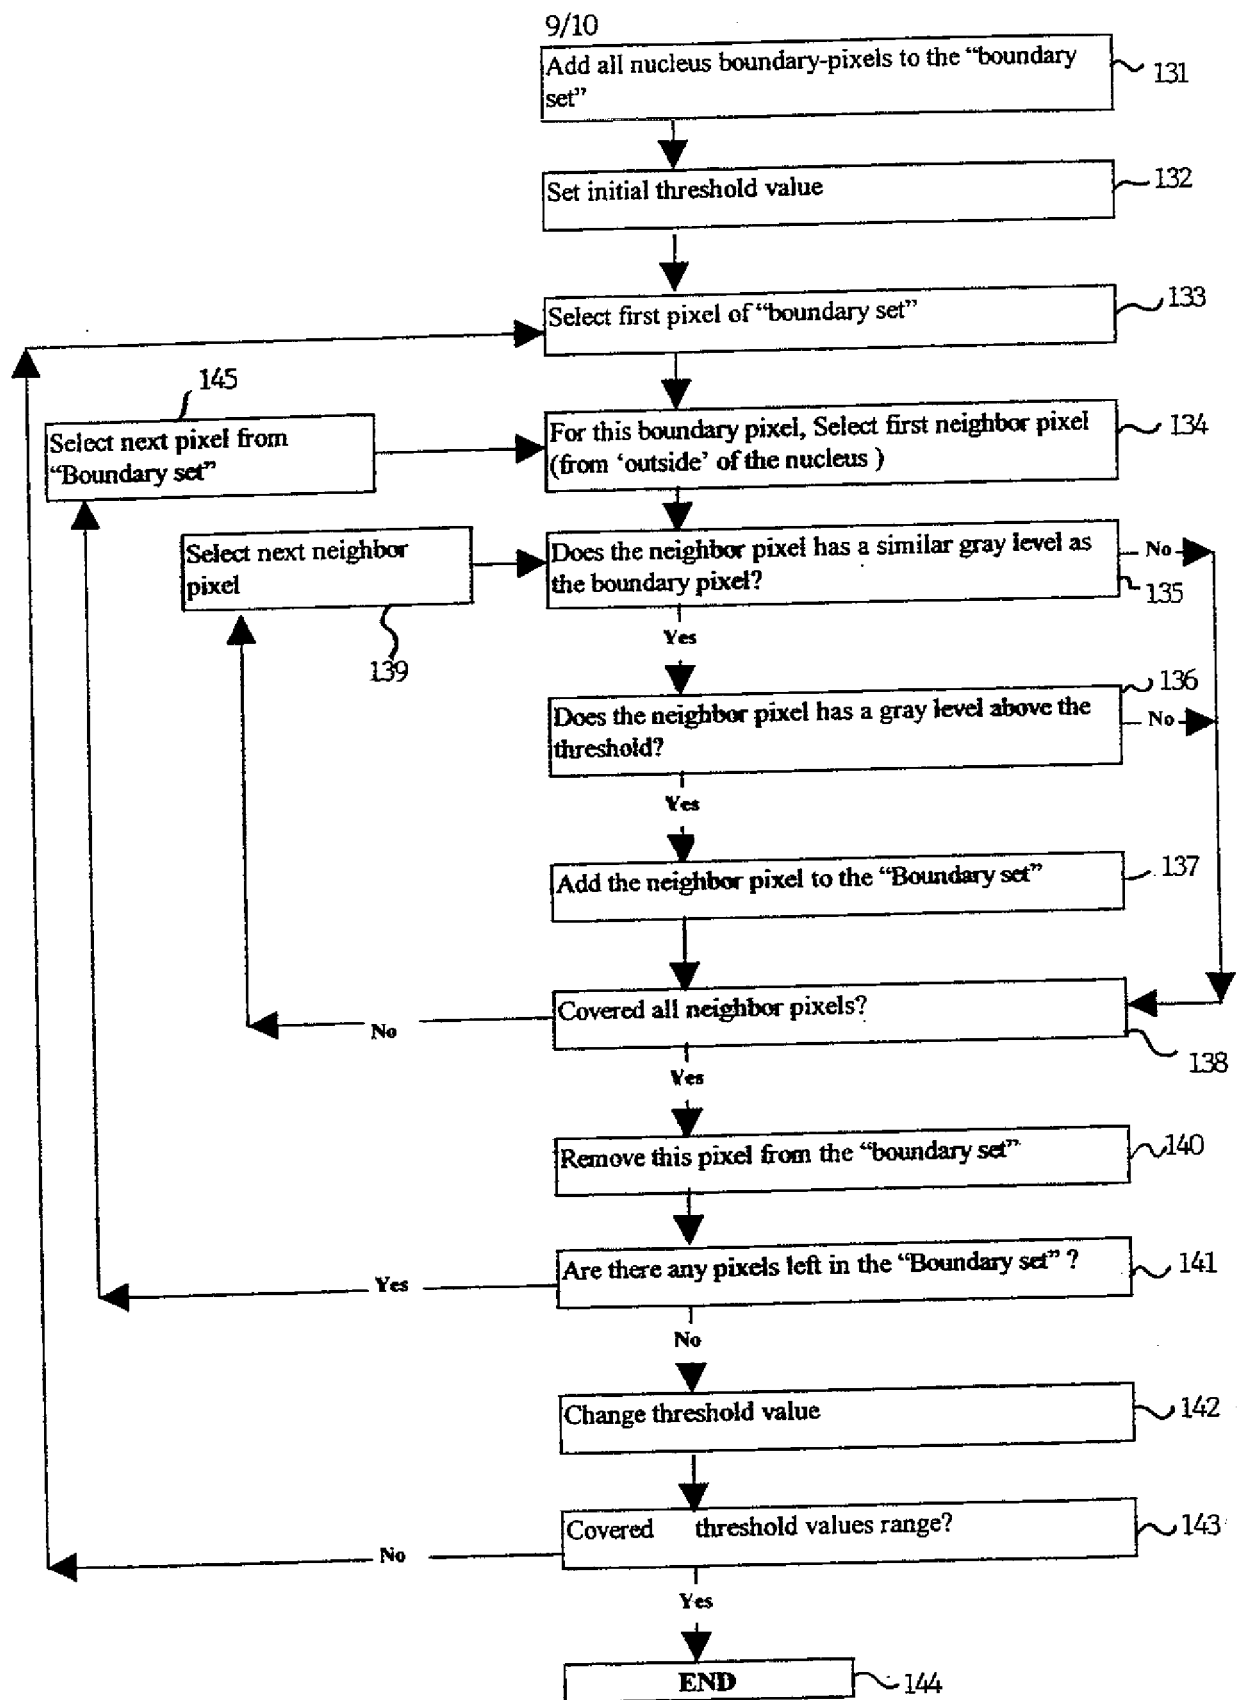 9/10
Add all nucleus boundary-pixels to the “boundary
set”
131
Set initial threshold value
132
Select first pixel of “boundary set”
133
145
Select next pixel from
“Boundary set”
For this boundary pixel, Select first neighbor pixel
(from ‘outside’ of the nucleus )
134
Select next neighbor
pixel
139
Does the neighbor pixel has a similar gray level as
the boundary pixel?
No
135
Yes
136
Does the neighbor pixel has a gray level above the
threshold?
No
Yes
Add the neighbor pixel to the “Boundary set”
137
Covered all neighbor pixels?
No
138
Yes
Remove this pixel from the “boundary set”
140
Are there any pixels left in the “Boundary set” ?
141
Yes
No
Change threshold value
142
Covered threshold values range?
143
No
Yes
END
144